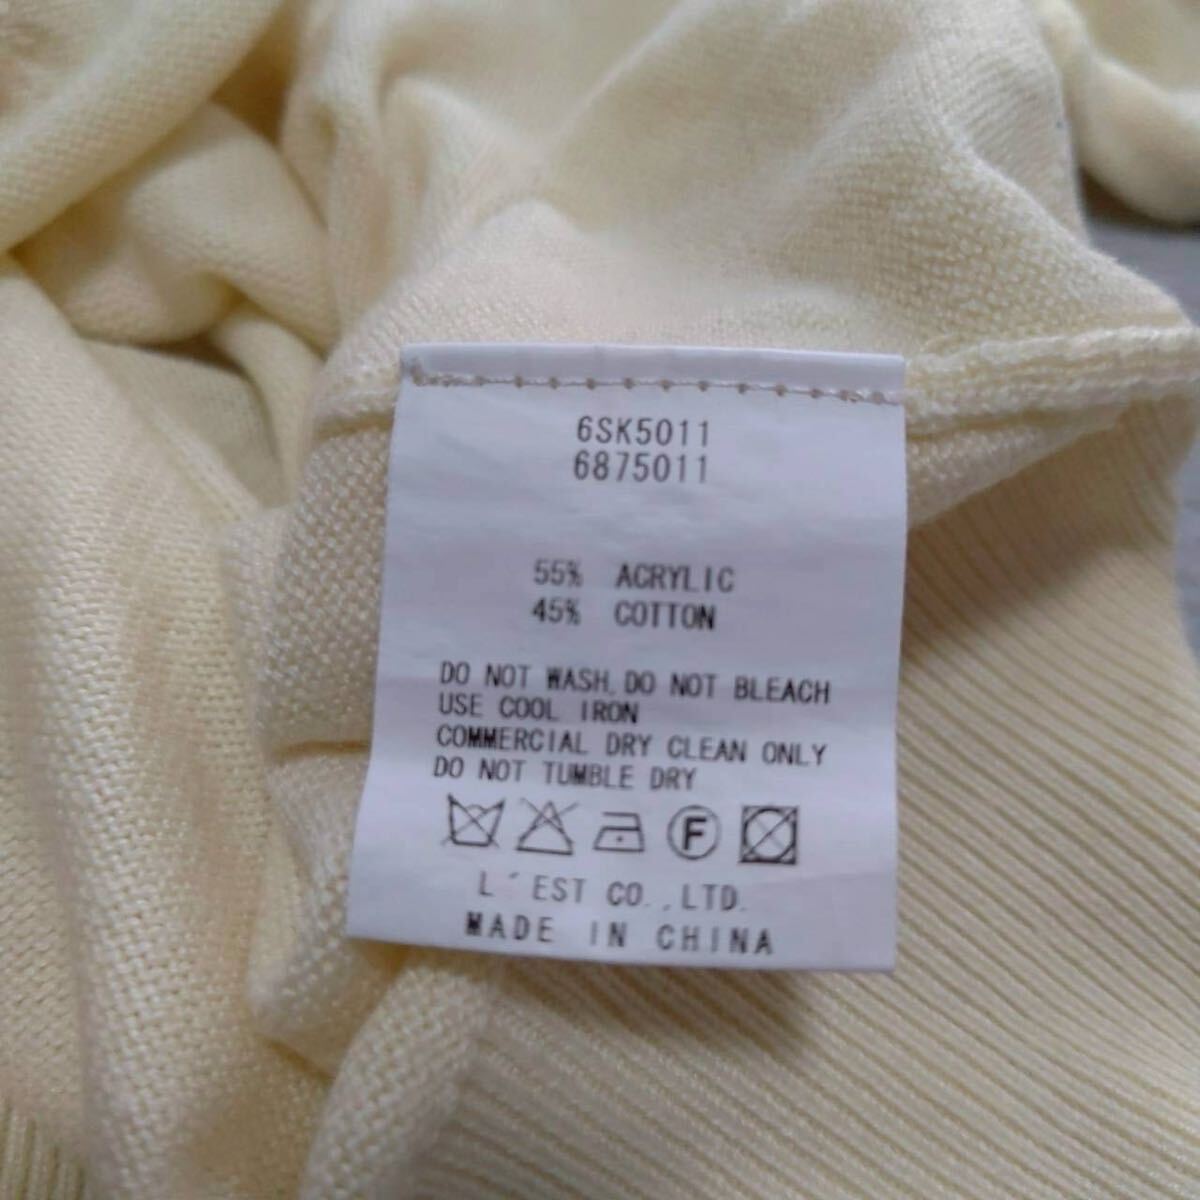 6SK5011
6875011
55% ACRYLIC
45% COTTON
DO NOT WASH, DO NOT BLEACH
USE COOL IRON
COMMERCIAL DRY CLEAN ONLY
DO NOT TUMBLE DRY
F
L´EST CO.,LTD.
MADE IN CHINA